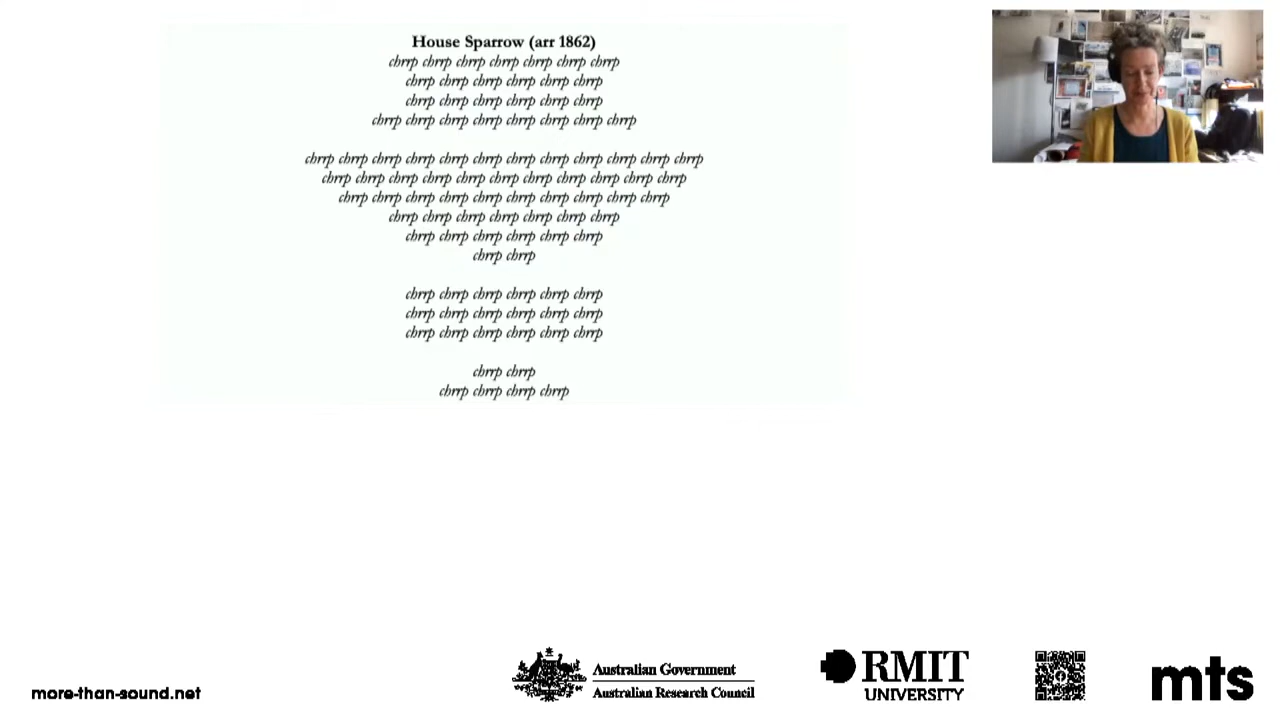 House Sparrow (arr 1862)
chrrp chrrp chrrp chrrp chrrp chrrp chrrp
chrrp chrrp chrrp chrrp chrrp chrrp
chrrp chrrp chrrp chrrp chrrp chrrp
chrrp chrrp chrrp chrrp chrrp chrrp chrrp chrrp
chrrp chrrp chrrp chrrp chrrp chrrp chrrp chrrp chrrp chrrp chrrp chrrp
chrrp chrrp chrrp chrrp chrrp chrrp chrrp chrrp chrrp chrrp chrrp
chrrp chrrp chrrp chrrp chrrp chrrp chrrp chrrp chrrp chrrp
chrrp chrrp chrrp chrrp chrrp chrrp chrrp
chrrp chrrp chrrp chrrp chrrp chrrp
chrrp chrrp
chrrp chrrp chrrp chrrp chrrp chrrp
chrrp chrrp chrrp chrrp chrrp chrrp
chrrp chrrp chrrp chrrp chrrp chrrp
chrrp chrrp
chrrp chrrp chrrp chrrp
more-than-sound.net
Australian Government
Australian Research Council
RMIT
UNIVERSITY
mts